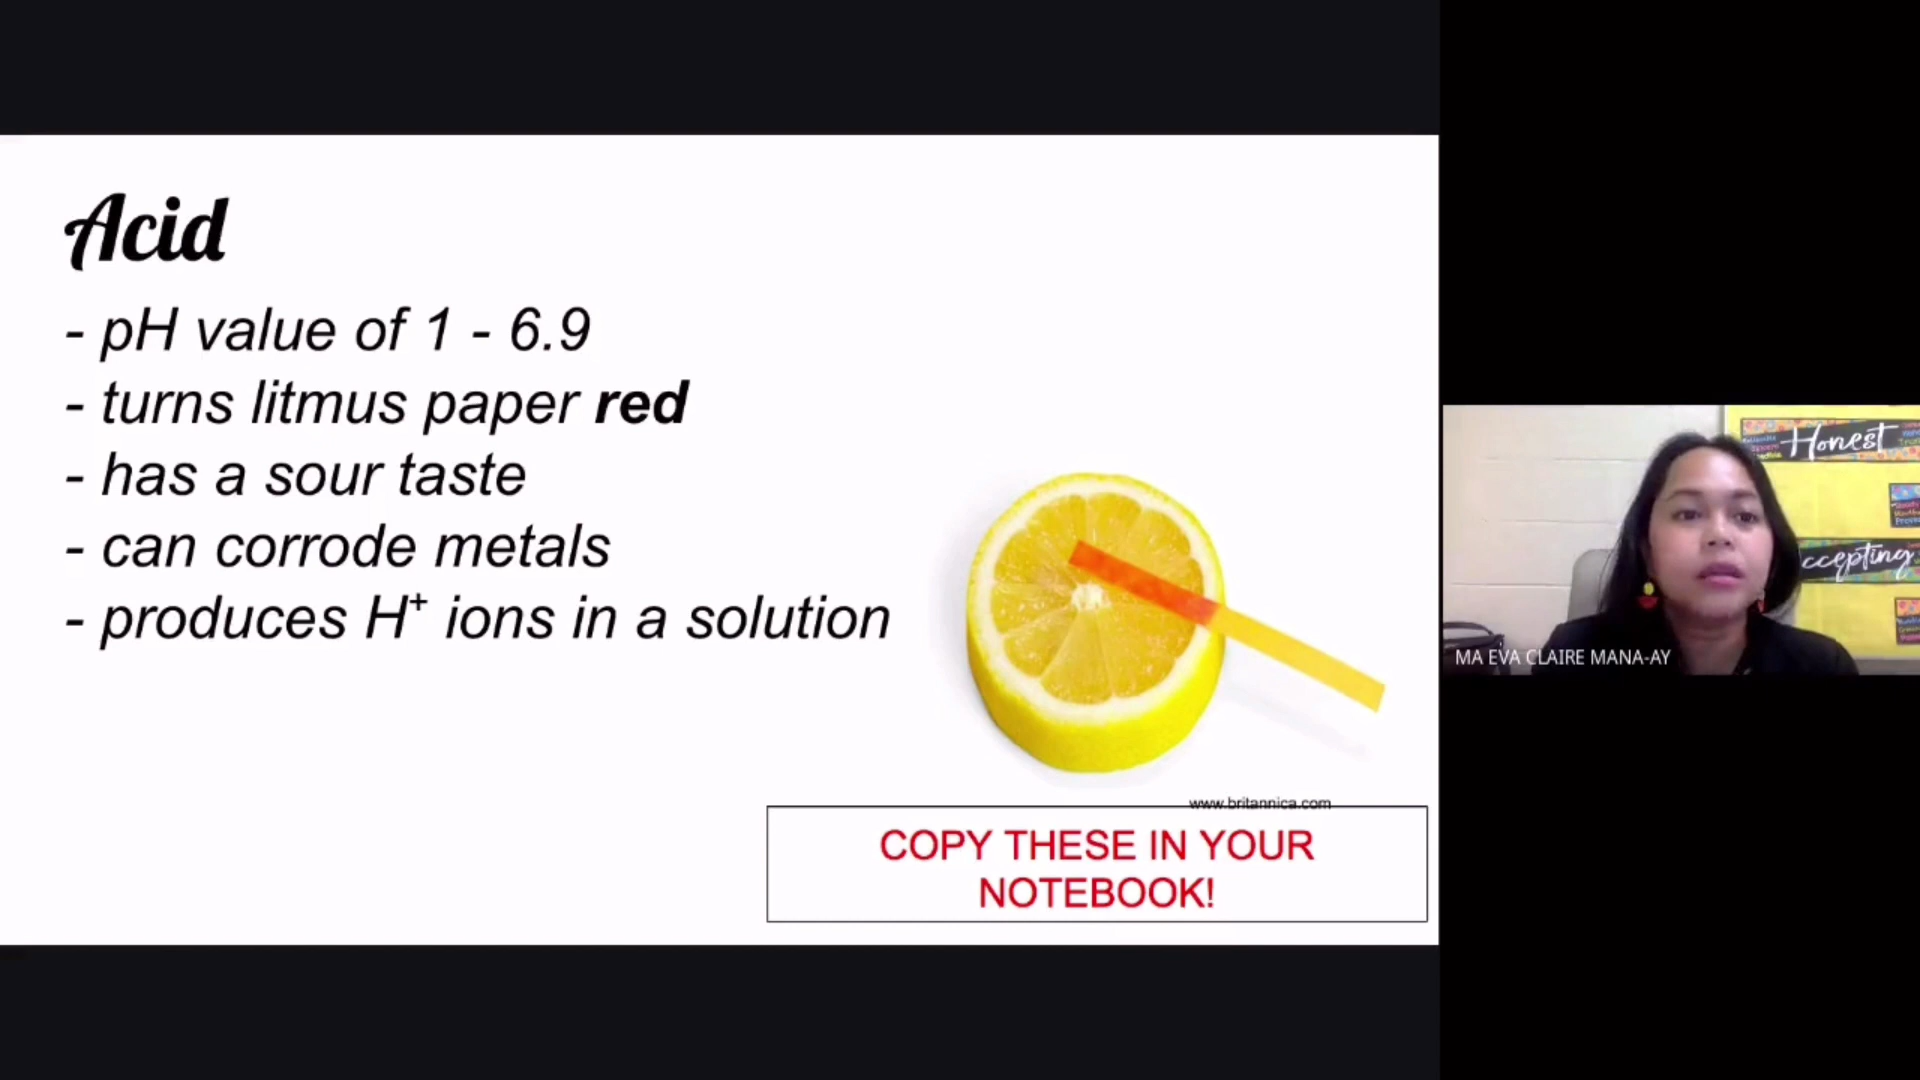 Acid
- pH value of 1 - 6.9
- turns litmus paper red
- has a sour taste
- can corrode metals
- produces H⁺ ions in a solution
www.britannica.com
COPY THESE IN YOUR
NOTEBOOK!
Honest
ccepting
MA EVA CLAIRE MANA-AY